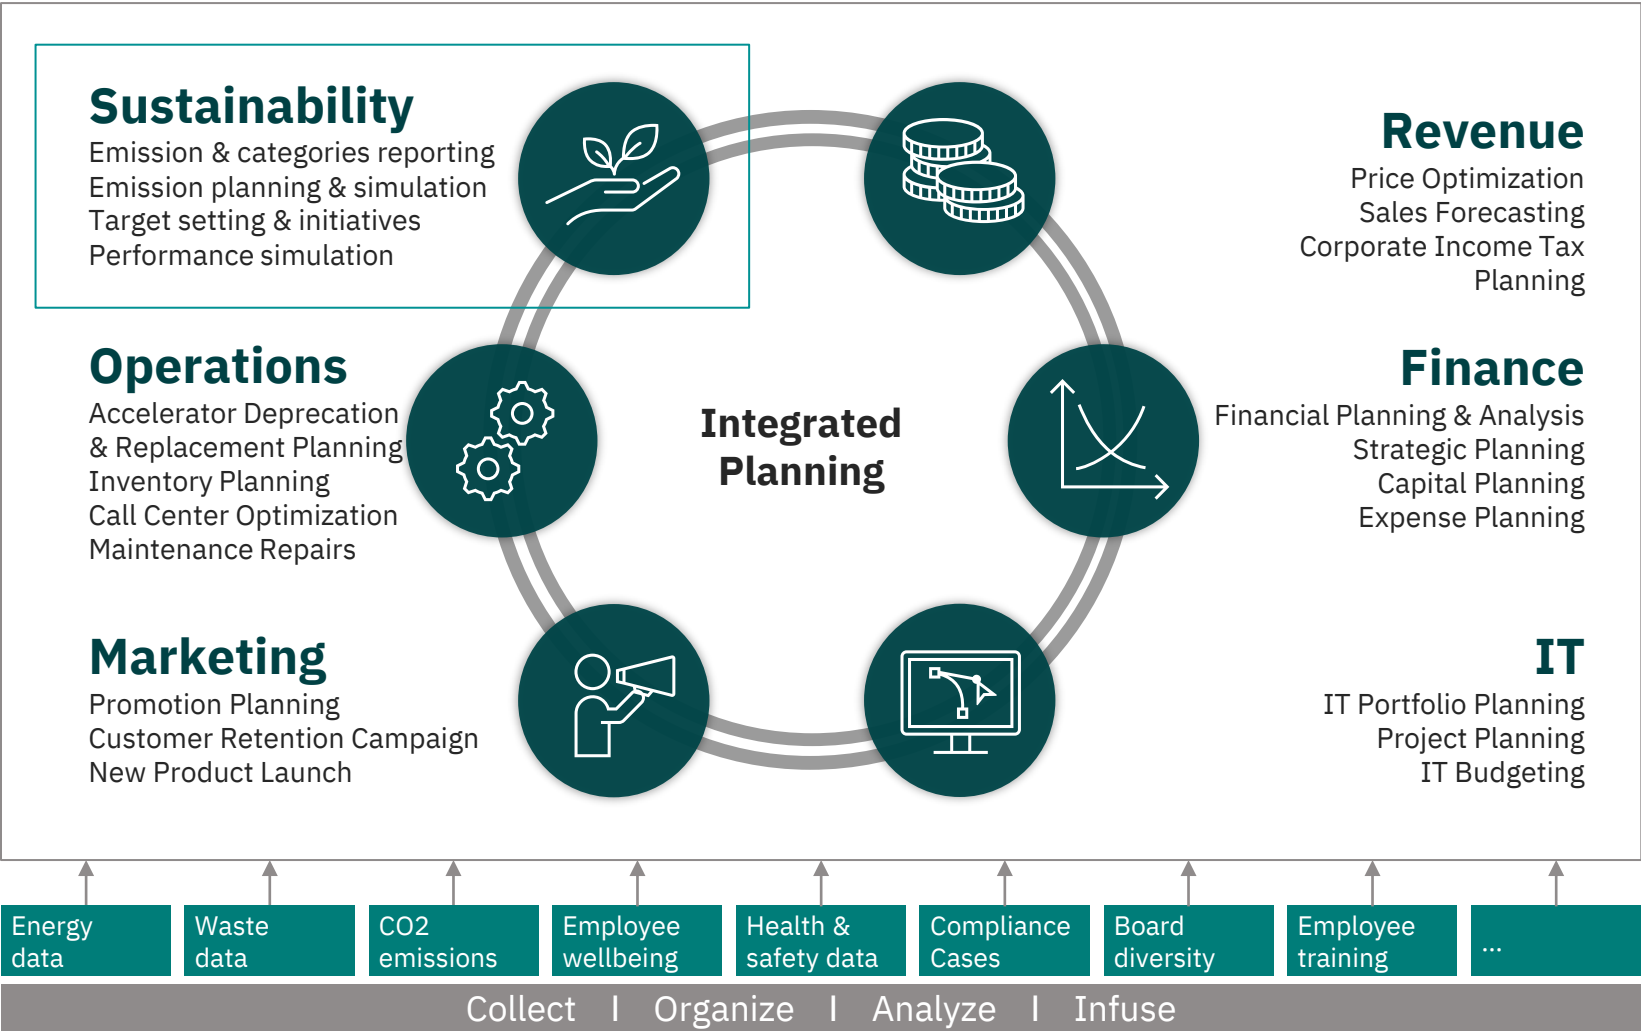 Sustainability
Emission & categories reporting
Emission planning & simulation
Target setting & initiatives
Performance simulation
Operations
Accelerator Deprecation
& Replacement Planning
Inventory Planning
Call Center Optimization
Maintenance Repairs
Marketing
Promotion Planning
Customer Retention Campaign
New Product Launch
Integrated
Planning
Revenue
Price Optimization
Sales Forecasting
Corporate Income Tax
Planning
Finance
Financial Planning & Analysis
Strategic Planning
Capital Planning
Expense Planning
IT
IT Portfolio Planning
Project Planning
IT Budgeting
Energy
data
Waste
data
CO2
emissions
Employee
wellbeing
Health &
safety data
Compliance
Cases
Board
diversity
Employee
training
...
Collect | Organize | Analyze | Infuse